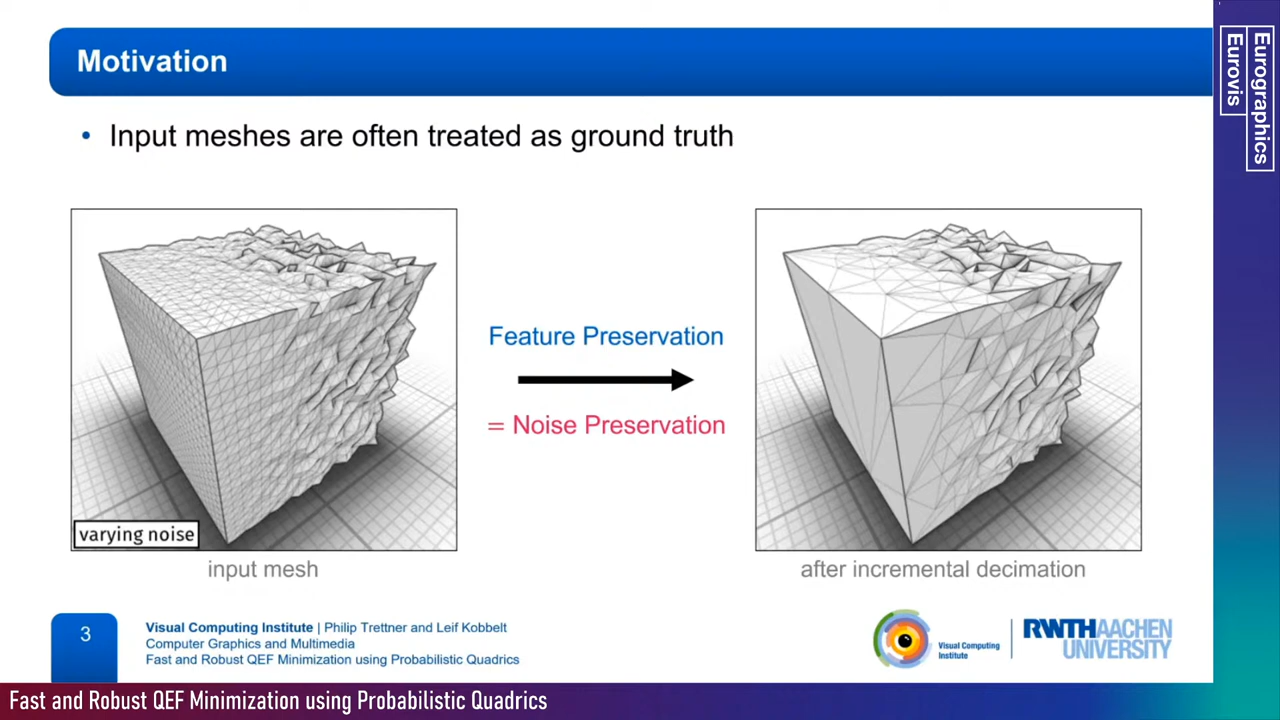 Motivation
• Input meshes are often treated as ground truth
Feature Preservation
= Noise Preservation
varying noise
input mesh
after incremental decimation
3
Visual Computing Institute | Philip Trettner and Leif Kobbelt
Computer Graphics and Multimedia
Fast and Robust QEF Minimization using Probabilistic Quadrics
Visual Computing
Institute
RWTHAACHEN
UNIVERSITY
Eurographics
Eurovis
Fast and Robust QEF Minimization using Probabilistic Quadrics